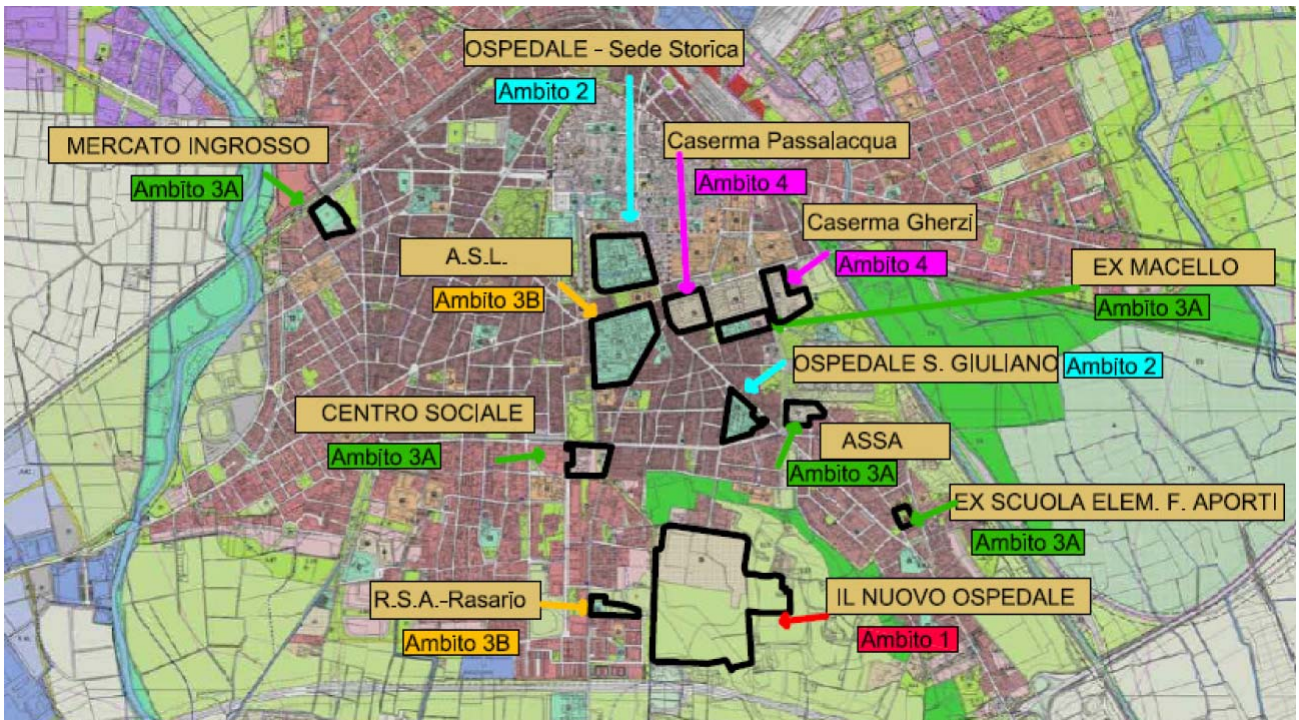 OSPEDALE - Sede Storica
Ambito 2
MERCATO INGROSSO
Ambito 3A
Caserma Passalacqua
Ambito 4
Caserma Gherzi
Ambito 4
A.S.L.
Ambito 3B
EX MACELLO
Ambito 3A
OSPEDALE S. GIULIANO
Ambito 2
CENTRO SOCIALE
Ambito 3A
ASSA
Ambito 3A
EX SCUOLA ELEM. F. APORTI
Ambito 3A
R.S.A.-Rasario
Ambito 3B
IL NUOVO OSPEDALE
Ambito 1